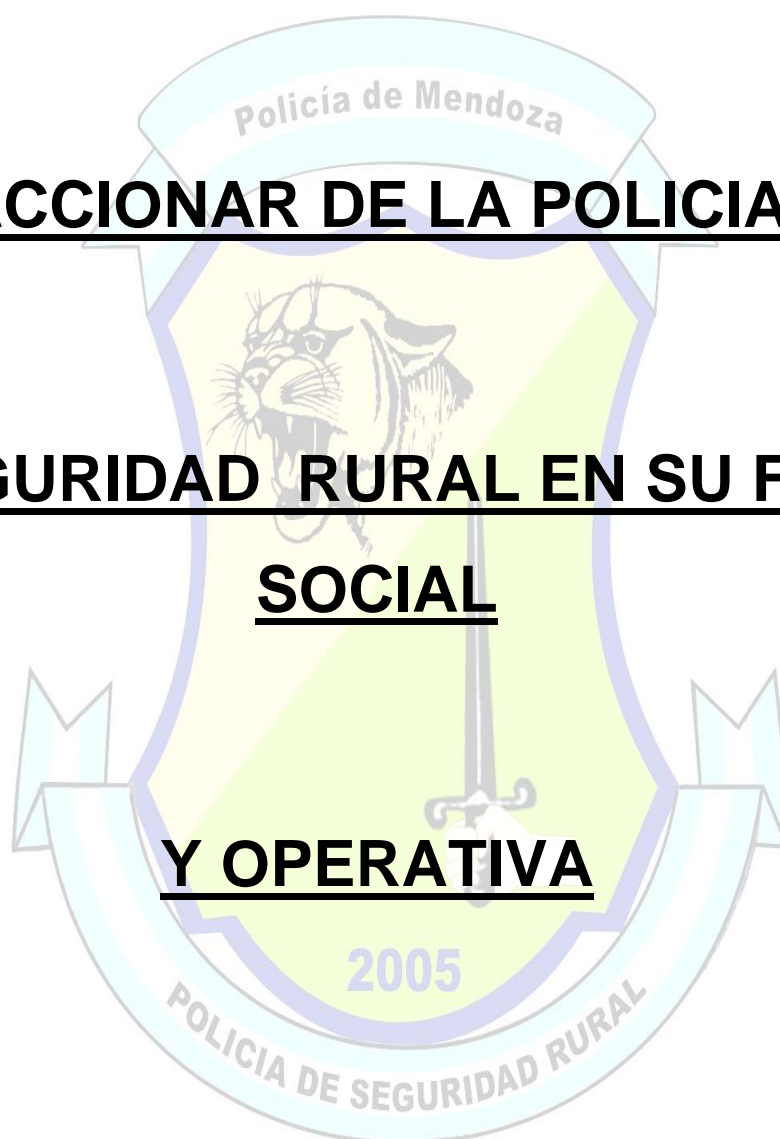 Policía de Mendoza
ACCIONAR DE LA POLICIA
GURIDAD RURAL EN SU F
SOCIAL
Y OPERATIVA
2005
POLICIA DE SEGURIDAD RURAL